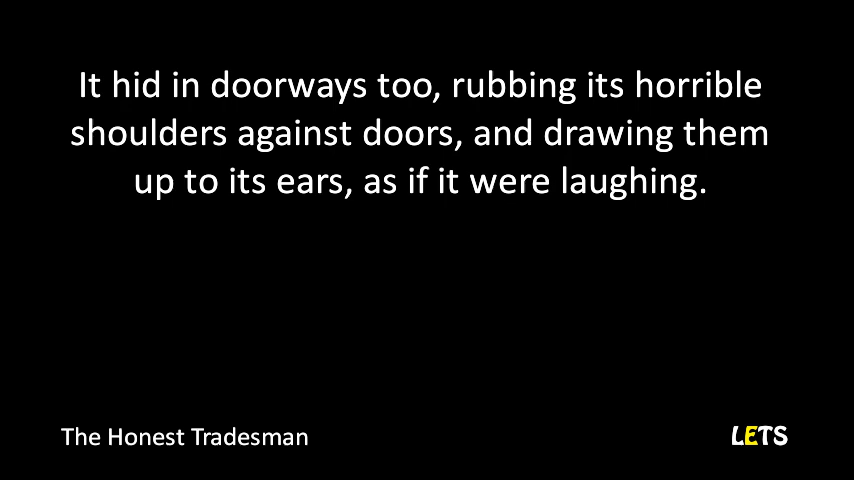 It hid in doorways too, rubbing its horrible
shoulders against doors, and drawing them
up to its ears, as if it were laughing.
The Honest Tradesman
LETS